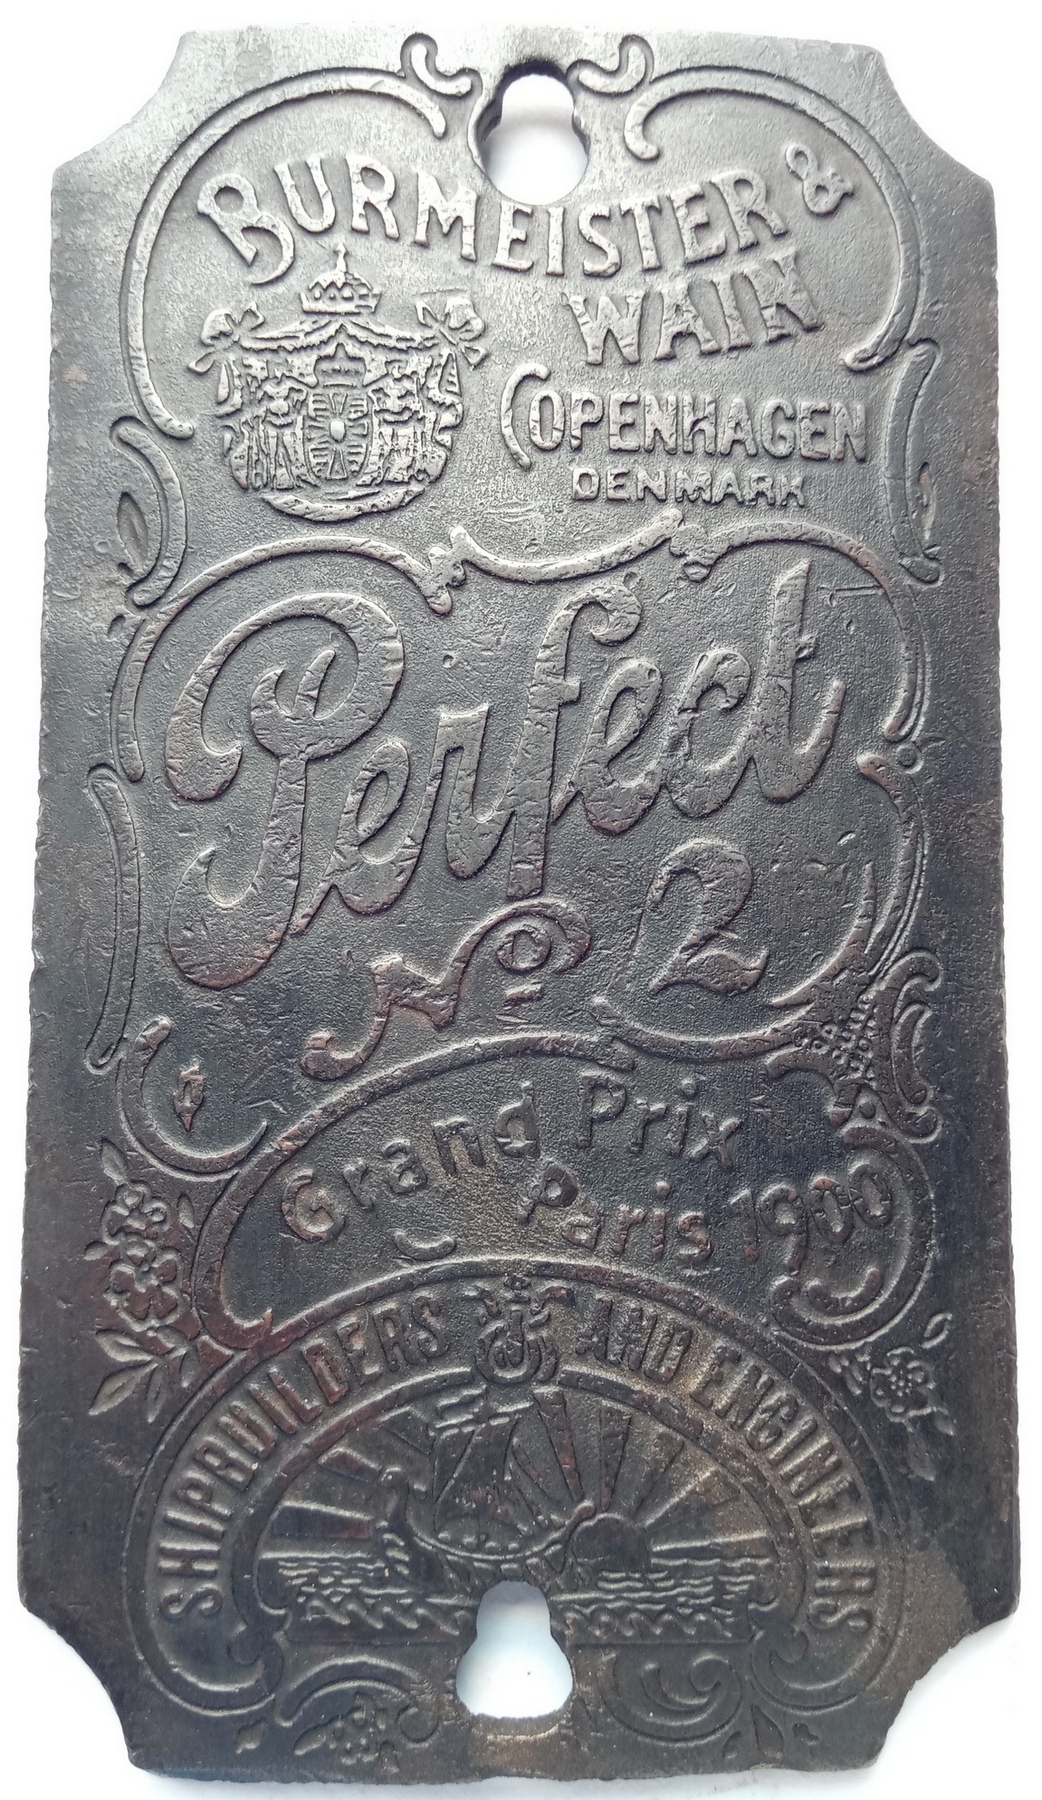 BURMEISTER &
WAIN
COPENHAGEN
DENMARK
Perfect
No 2
Grand Prix
Paris 1900
SHIPBUILDERS AND ENGINEERS